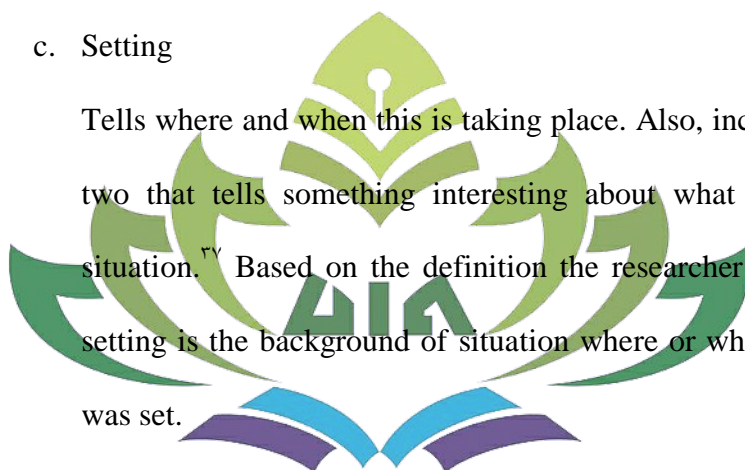 c. Setting
Tells where and when this is taking place. Also, inc
two that tells something interesting about what
situation.٣٧ Based on the definition the researcher
setting is the background of situation where or wh
was set.